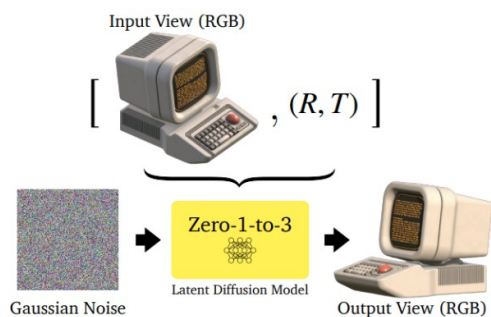 Input View (RGB)
[ , (R, T) ]
Zero-1-to-3
Latent Diffusion Model
Gaussian Noise
Output View (RGB)